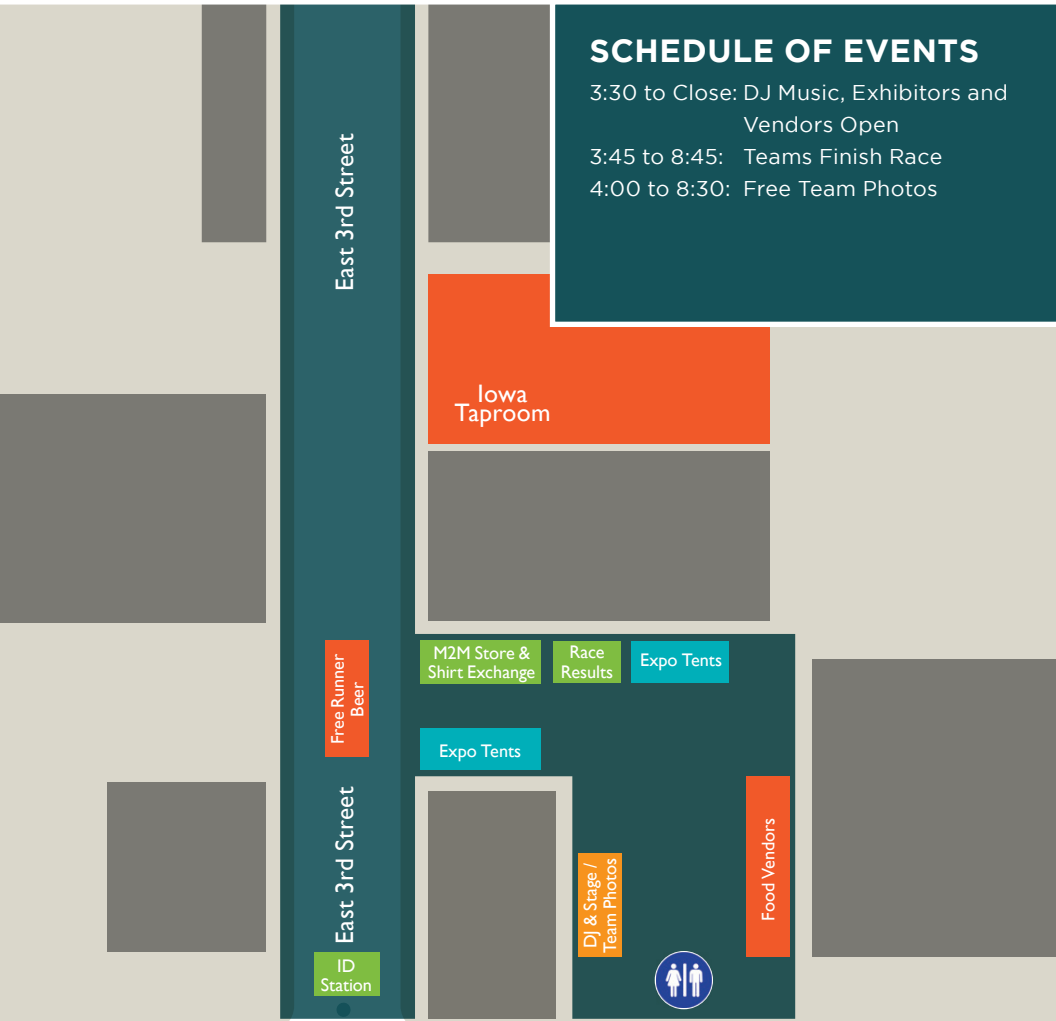 SCHEDULE OF EVENTS
3:30 to Close: DJ Music, Exhibitors and
Vendors Open
3:45 to 8:45: Teams Finish Race
4:00 to 8:30: Free Team Photos
East 3rd Street
Iowa
Taproom
Free Runner
Beer
M2M Store &
Shirt Exchange
Race
Results
Expo Tents
Expo Tents
East 3rd Street
DJ & Stage /
Team Photos
Food Vendors
ID
Station